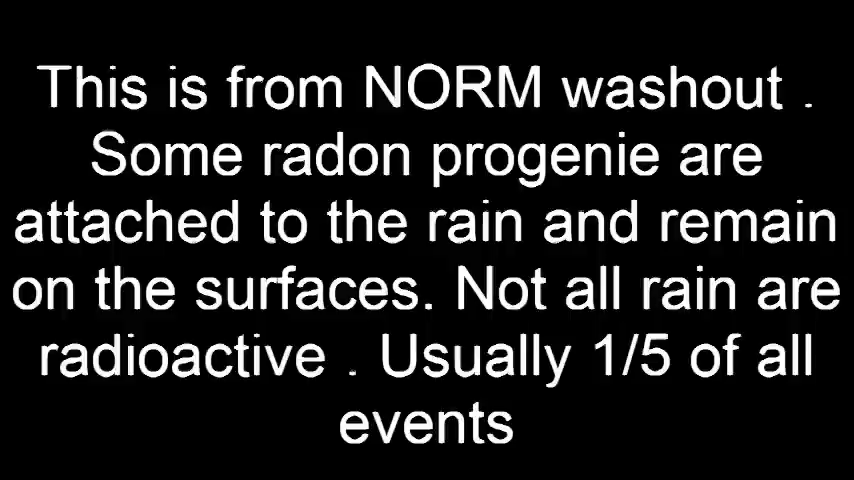 This is from NORM washout .
Some radon progenie are
attached to the rain and remain
on the surfaces. Not all rain are
radioactive . Usually 1/5 of all
events